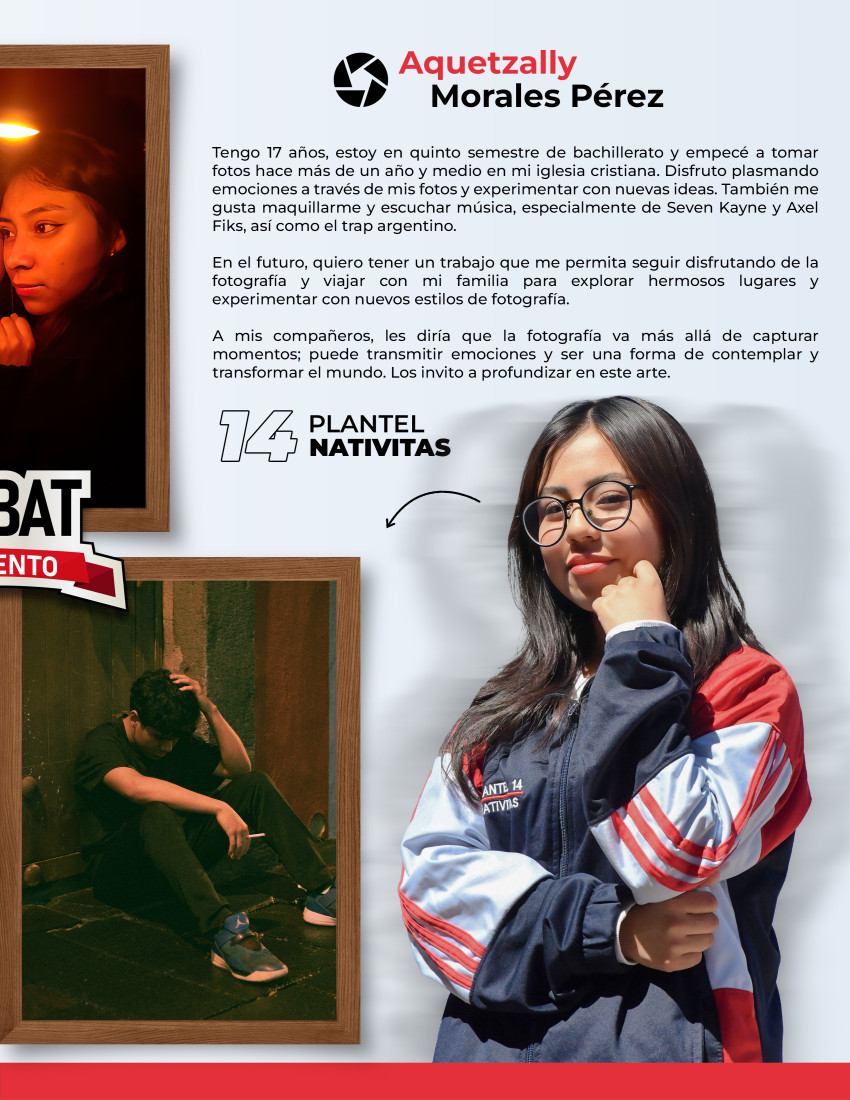 Aquetzally
Morales Pérez
Tengo 17 años, estoy en quinto semestre de bachillerato y empecé a tomar
fotos hace más de un año y medio en mi iglesia cristiana. Disfruto plasmando
emociones a través de mis fotos y experimentar con nuevas ideas. También me
gusta maquillarme y escuchar música, especialmente de Seven Kayne y Axel
Fiks, así como el trap argentino.
En el futuro, quiero tener un trabajo que me permita seguir disfrutando de la
fotografía y viajar con mi familia para explorar hermosos lugares y
experimentar con nuevos estilos de fotografía.
A mis compañeros, les diría que la fotografía va más allá de capturar
momentos; puede transmitir emociones y ser una forma de contemplar y
transformar el mundo. Los invito a profundizar en este arte.
14 PLANTEL
NATIVITAS
BAT
ENTO
ANTE 14
ATIVITAS